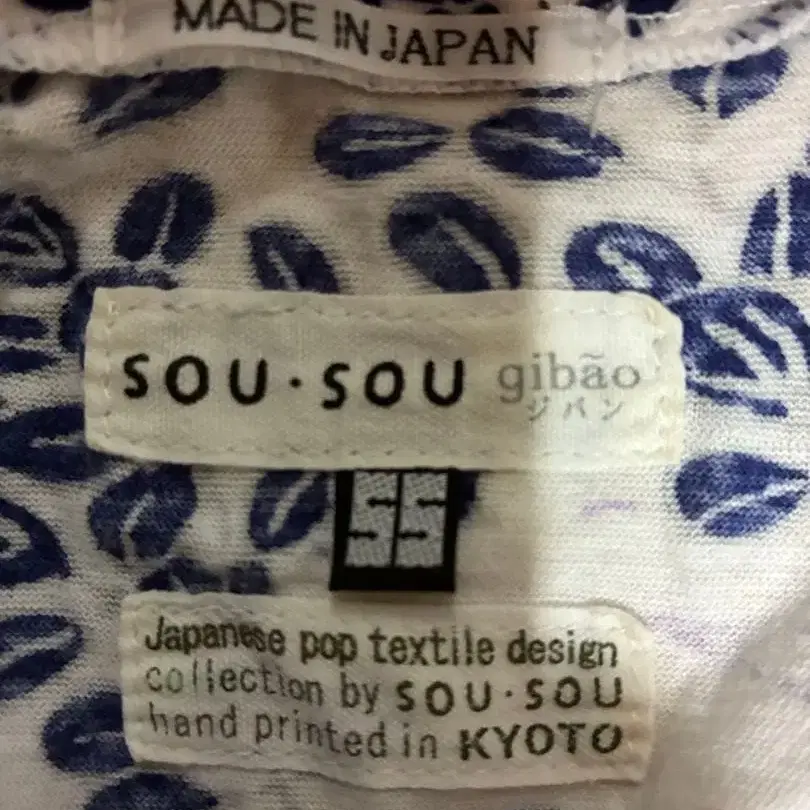 MADE IN JAPAN
SOU・SOU gibão
ジバン
SS
Japanese pop textile design
collection by SOU・SOU
hand printed in KYOTO